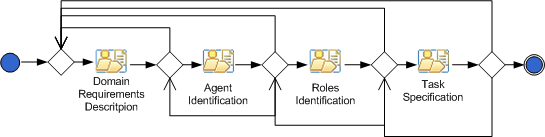 Domain
Requirements
Descritpion
Agent
Identification
Roles
Identification
Task
Specification